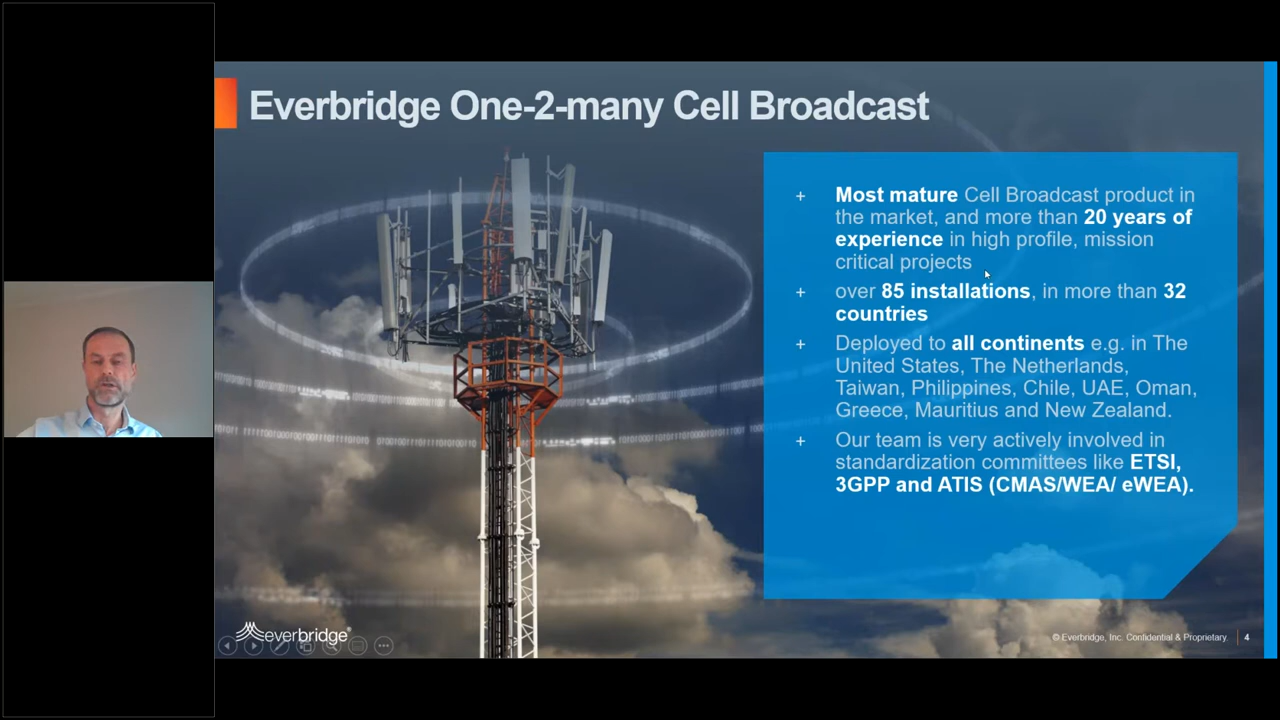 Everbridge One-2-many Cell Broadcast
+ Most mature Cell Broadcast product in
the market, and more than 20 years of
experience in high profile, mission
critical projects
+ over 85 installations, in more than 32
countries
+ Deployed to all continents e.g. in The
United States, The Netherlands,
Taiwan, Philippines, Chile, UAE, Oman,
Greece, Mauritius and New Zealand.
+ Our team is very actively involved in
standardization committees like ETSI,
3GPP and ATIS (CMAS/WEA/ eWEA).
everbridge®
© Everbridge, Inc. Confidential & Proprietary. | 4